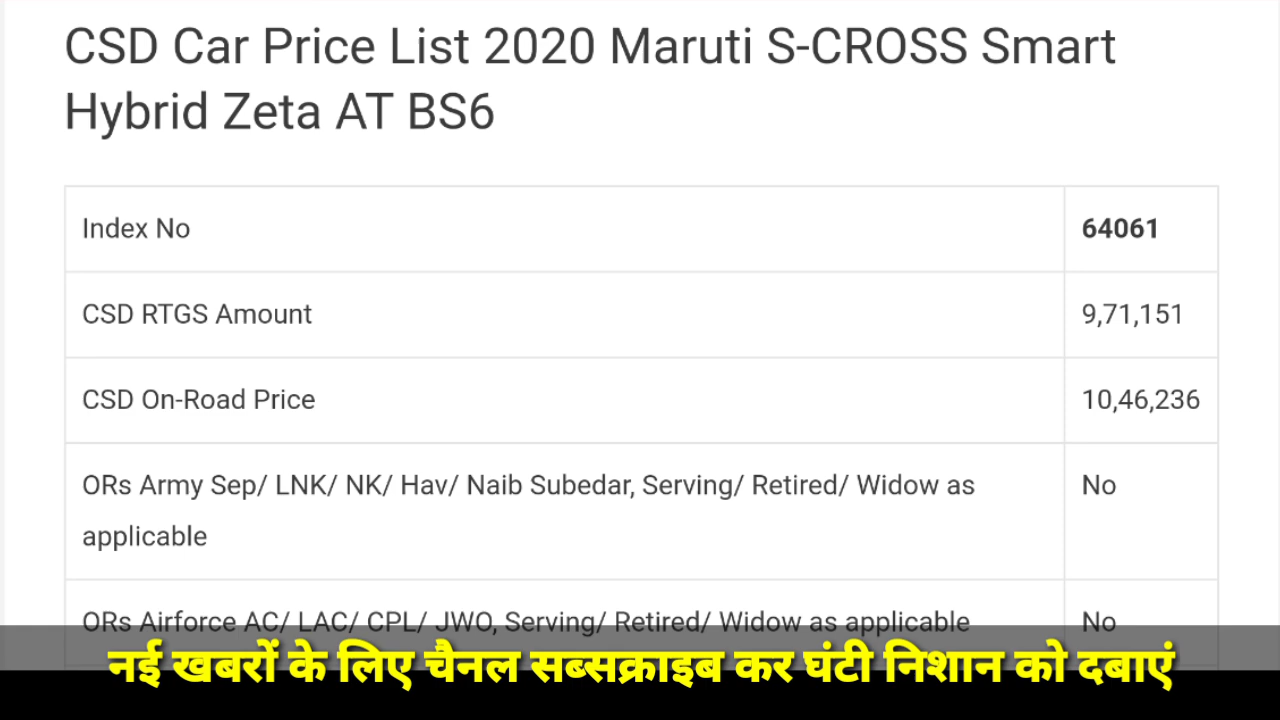 CSD Car Price List 2020 Maruti S-CROSS Smart
Hybrid Zeta AT BS6
Index No 64061
CSD RTGS Amount 9,71,151
CSD On-Road Price 10,46,236
ORs Army Sep/ LNK/ NK/ Hav/ Naib Subedar, Serving/ Retired/ Widow as No
applicable
ORs Airforce AC/ LAC/ CPL/ JWO, Serving/ Retired/ Widow as applicable No
नई खबरों के लिए चैनल सब्सक्राइब कर घंटी निशान को दबाएं